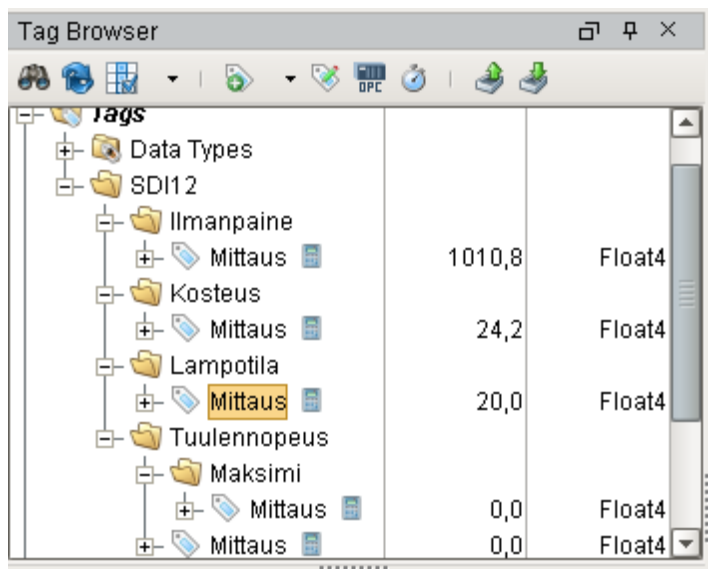 Tag Browser
OPC
Tags
Data Types
SDI12
Ilmanpaine
Mittaus 1010,8 Float4
Kosteus
Mittaus 24,2 Float4
Lampotila
Mittaus 20,0 Float4
Tuulennopeus
Maksimi
Mittaus 0,0 Float4
Mittaus 0,0 Float4